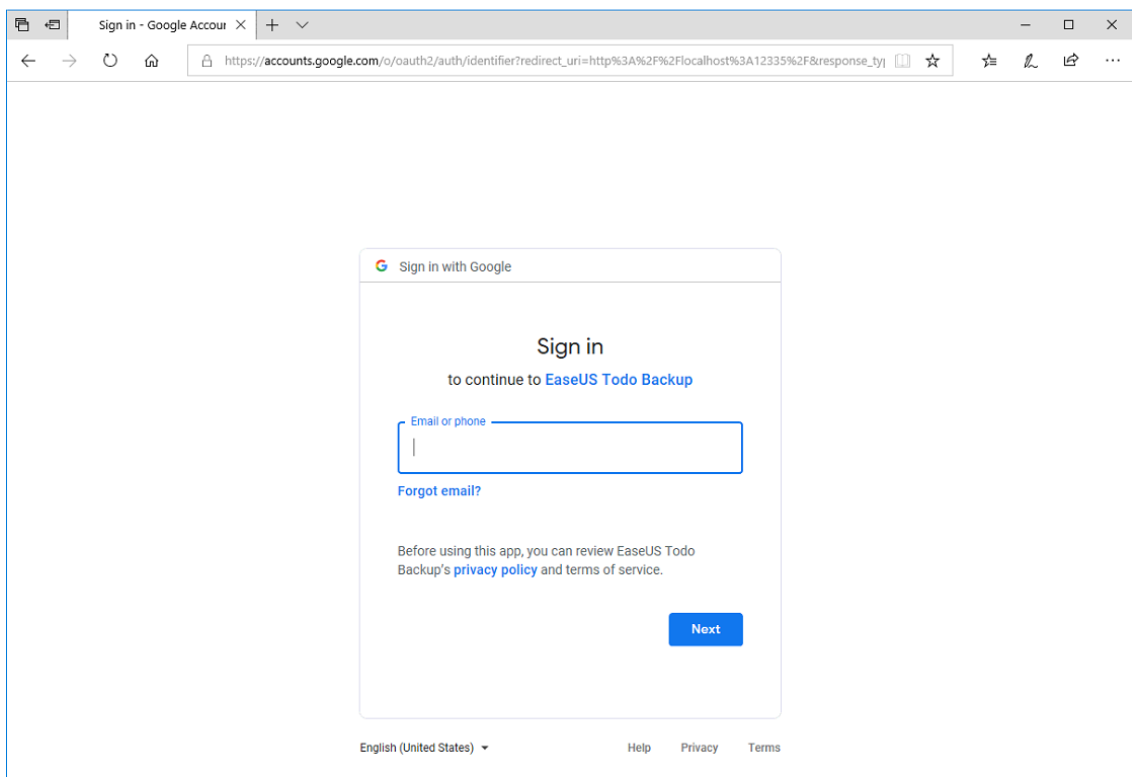 Sign in - Google Accour
https://accounts.google.com/o/oauth2/auth/identifier?redirect_uri=http%3A%2F%2Flocalhost%3A12335%2F&response_typ
Sign in with Google
Sign in
to continue to EaseUS Todo Backup
Email or phone
Forgot email?
Before using this app, you can review EaseUS Todo
Backup's privacy policy and terms of service.
Next
English (United States)
Help Privacy Terms